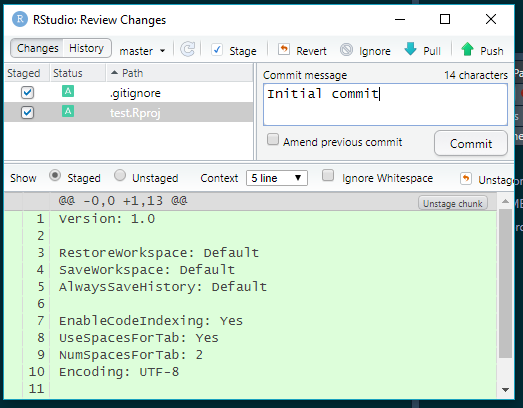 RStudio: Review Changes
Changes History master Stage Revert Ignore Pull Push
Staged Status Path
A .gitignore
A test.Rproj
Commit message 14 characters
Initial commit
Amend previous commit Commit
Show Staged Unstaged Context 5 line Ignore Whitespace Unstag
@@ -0,0 +1,13 @@ Unstage chunk
1 Version: 1.0
2
3 RestoreWorkspace: Default
4 SaveWorkspace: Default
5 AlwaysSaveHistory: Default
6
7 EnableCodeIndexing: Yes
8 UseSpacesForTab: Yes
9 NumSpacesForTab: 2
10 Encoding: UTF-8
11